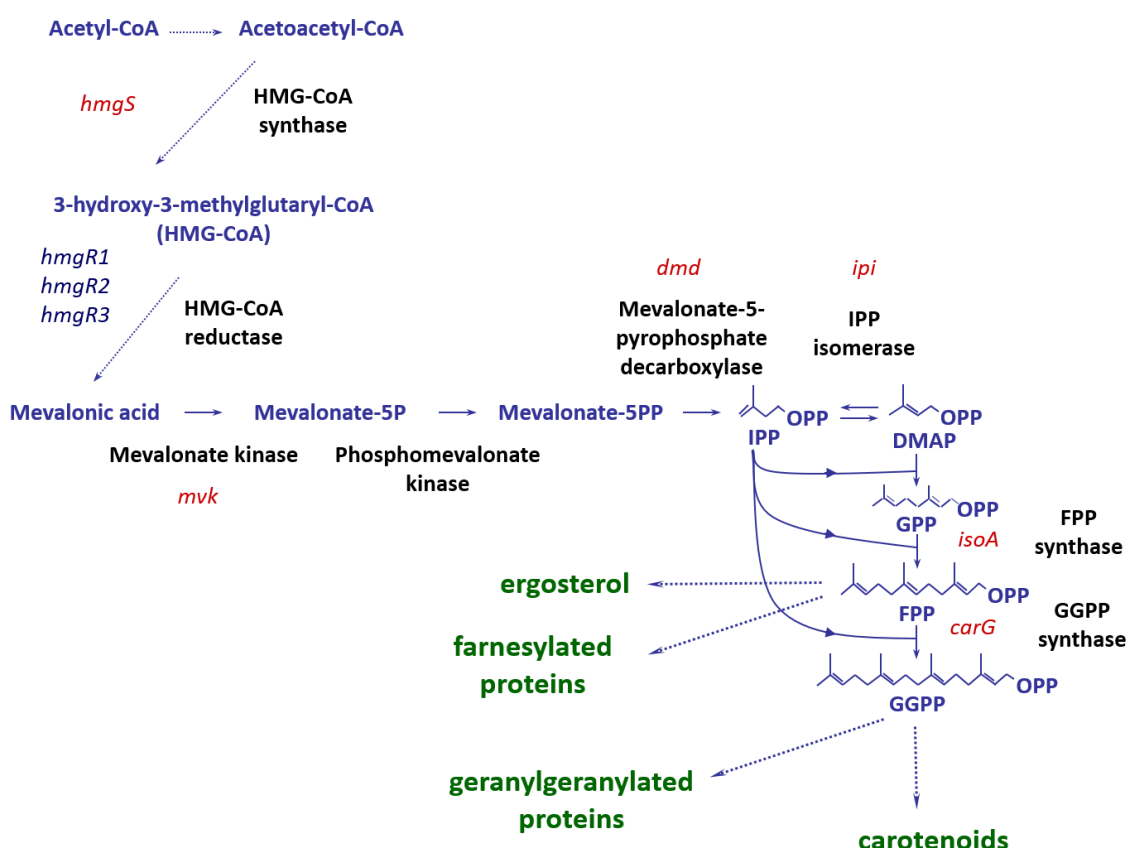 Acetyl-CoA
Acetoacetyl-CoA
hmgS
HMG-CoA
synthase
3-hydroxy-3-methylglutaryl-CoA
(HMG-CoA)
hmgR1
hmgR2
hmgR3
HMG-CoA
reductase
dmd
ipi
Mevalonate-5-
pyrophosphate
decarboxylase
IPP
isomerase
Mevalonic acid
Mevalonate-5P
Mevalonate-5PP
OPP
IPP
OPP
DMAP
Mevalonate kinase
mvk
Phosphomevalonate
kinase
OPP
GPP
isoA
FPP
synthase
ergosterol
OPP
FPP
carG
GGPP
synthase
farnesylated
proteins
OPP
GGPP
geranylgeranylated
proteins
carotenoids